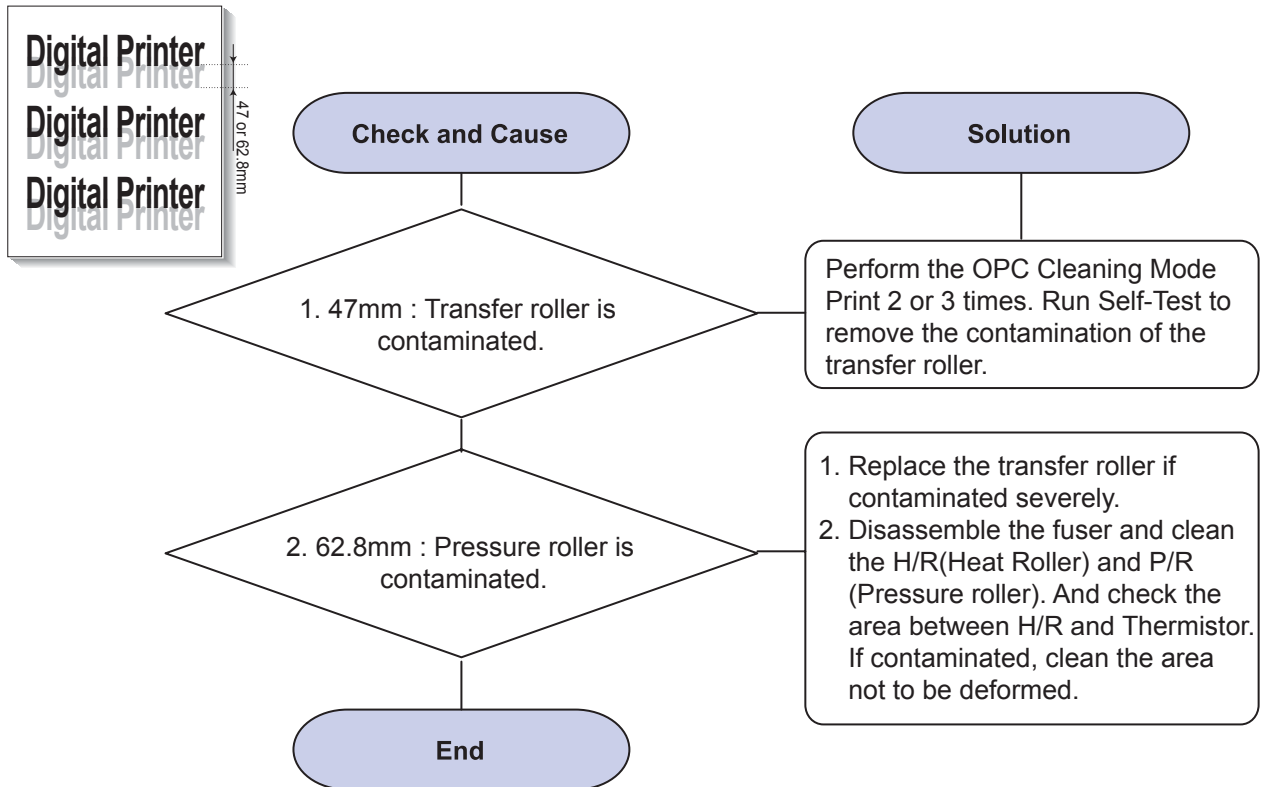 Digital Printer
Digital Printer
Digital Printer
Digital Printer
Digital Printer
Digital Printer
47 or 62.8mm
Check and Cause
Solution
1. 47mm : Transfer roller is
contaminated.
Perform the OPC Cleaning Mode
Print 2 or 3 times. Run Self-Test to
remove the contamination of the
transfer roller.
2. 62.8mm : Pressure roller is
contaminated.
1. Replace the transfer roller if
contaminated severely.
2. Disassemble the fuser and clean
the H/R(Heat Roller) and P/R
(Pressure roller). And check the
area between H/R and Thermistor.
If contaminated, clean the area
not to be deformed.
End